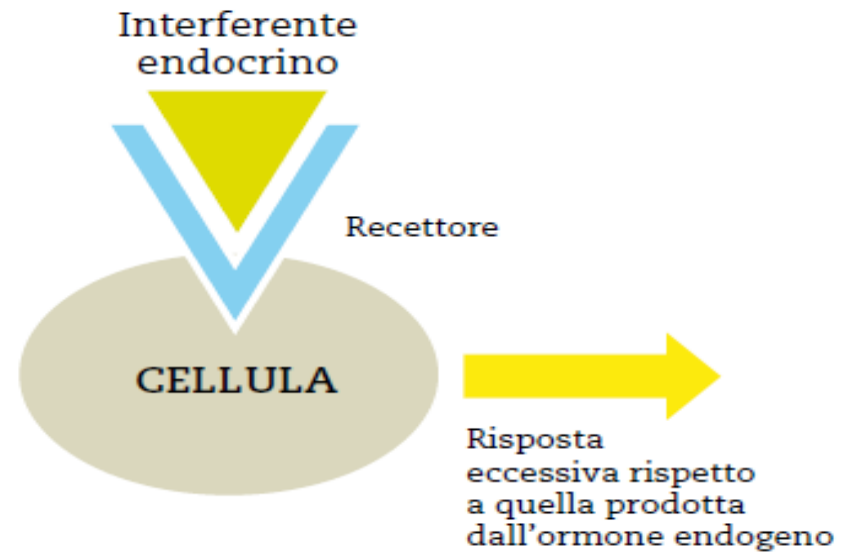 Interferente
endocrino
Recettore
CELLULA
Risposta
eccessiva rispetto
a quella prodotta
dall'ormone endogeno